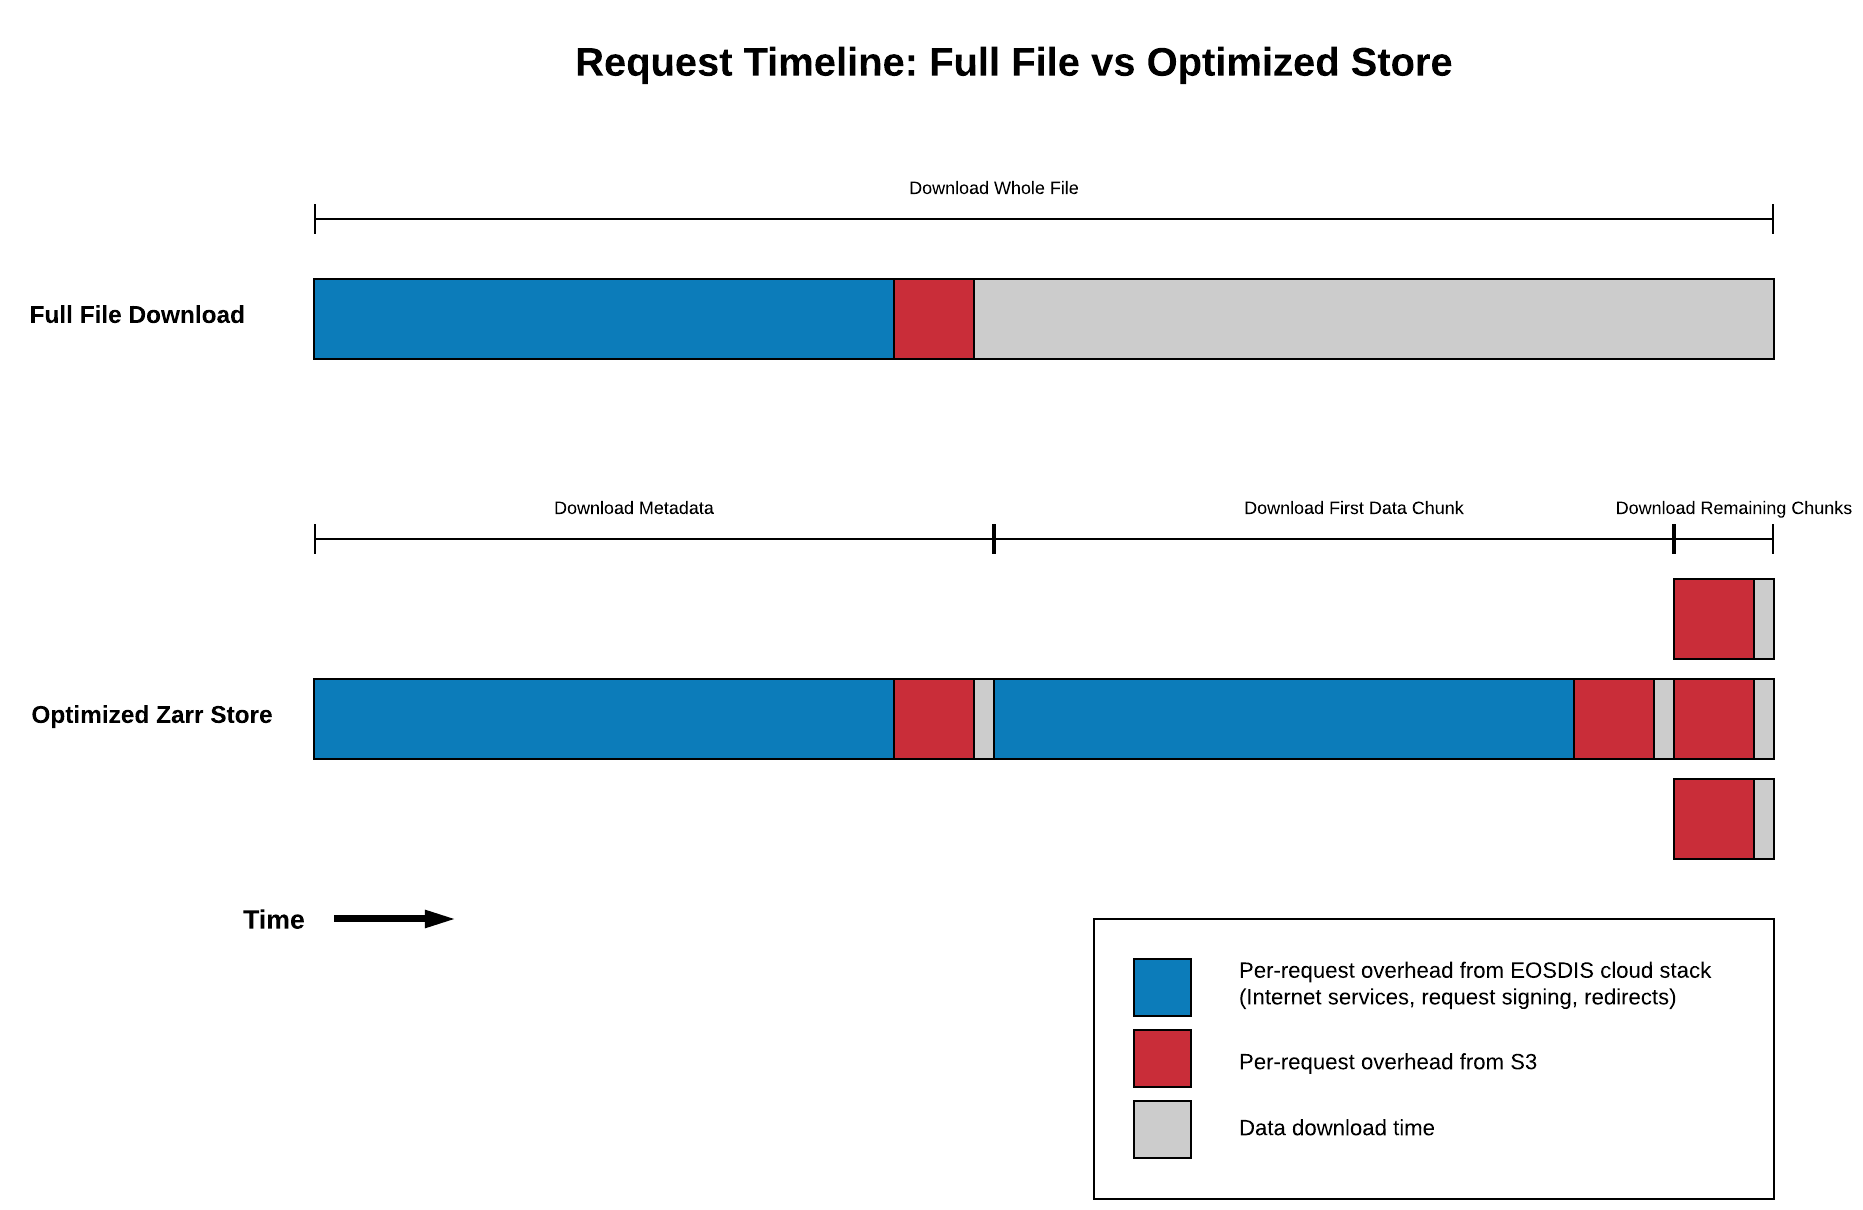 Request Timeline: Full File vs Optimized Store
Download Whole File
Full File Download
Download Metadata
Download First Data Chunk
Download Remaining Chunks
Optimized Zarr Store
Time
Per-request overhead from EOSDIS cloud stack
(Internet services, request signing, redirects)
Per-request overhead from S3
Data download time